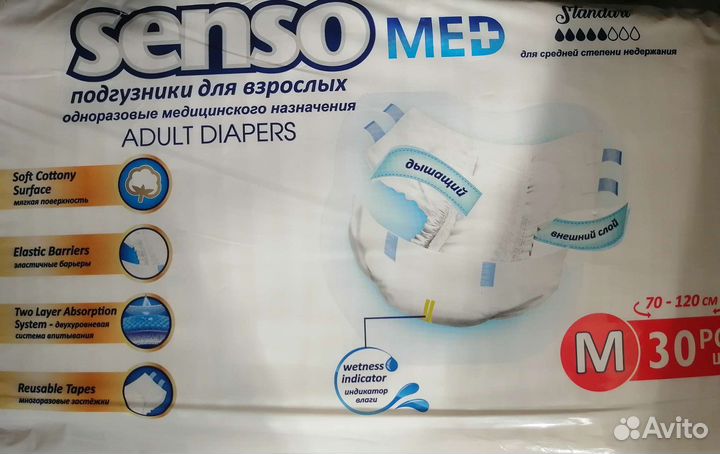 senso MED
Standard
для средней степени недержания
подгузники для взрослых
одноразовые медицинского назначения
ADULT DIAPERS
Soft Cottony
Surface
мягкая поверхность
Elastic Barriers
эластичные барьеры
Two Layer Absorption
System - двухуровневая
система впитывания
Reusable Tapes
многоразовые застёжки
дышащий
внешний слой
wetness
indicator
индикатор
влаги
70 - 120 см
M 30
Avito